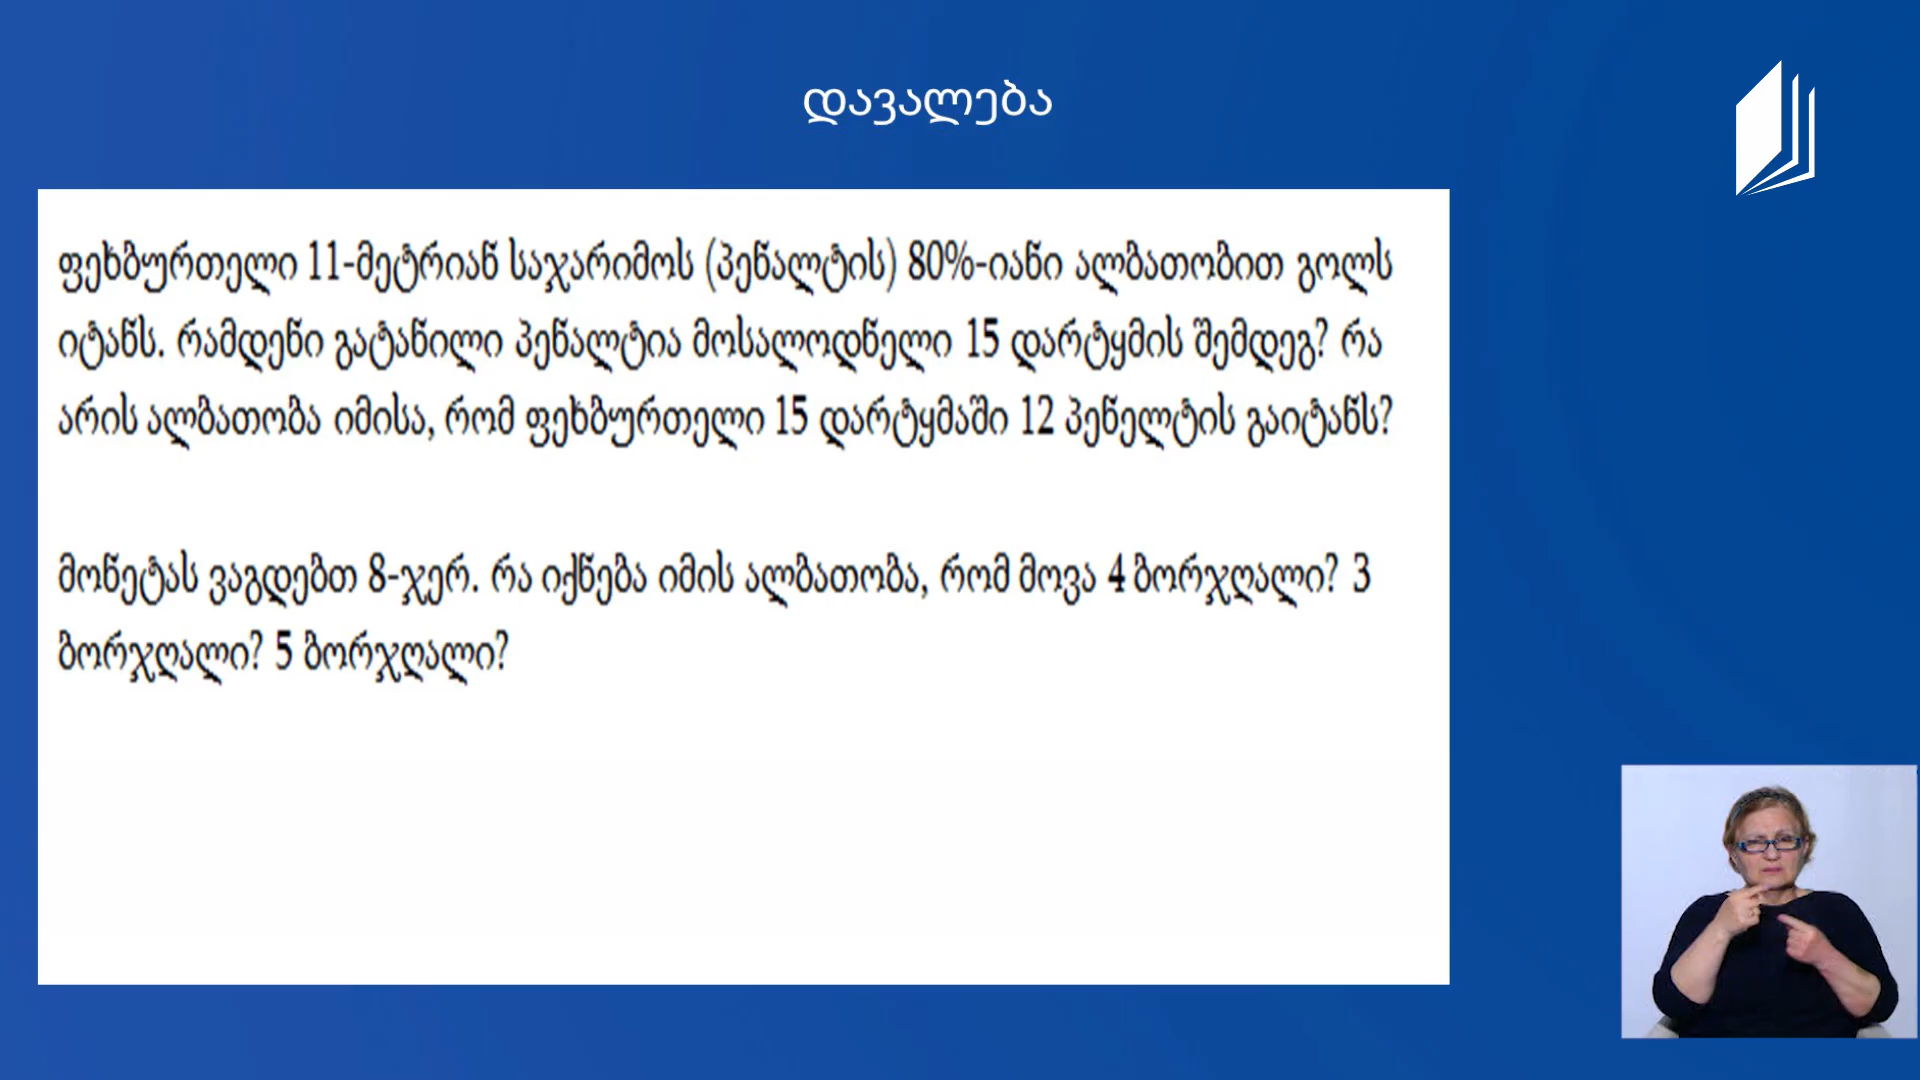 დავალება
ფეხბურთელი 11-მეტრიან საჯარიმოს (პენალტის) 80%-იანი ალბათობით გოლს
იტანს. რამდენი გატანილი პენალტია მოსალოდნელი 15 დარტყმის შემდეგ? რა
არის ალბათობა იმისა, რომ ფეხბურთელი 15 დარტყმაში 12 პენელტის გაიტანს?
მონეტას ვაგდებთ 8-ჯერ. რა იქნება იმის ალბათობა, რომ მოვა 4 ბორჯღალი? 3
ბორჯღალი? 5 ბორჯღალი?